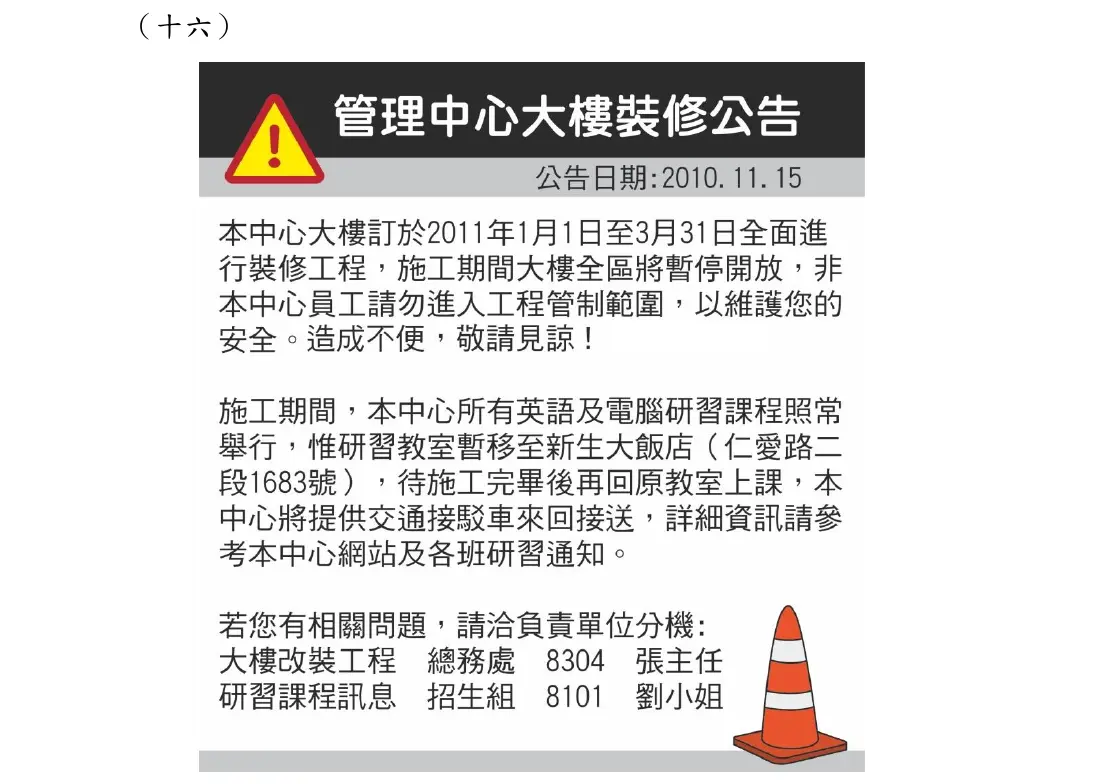 （十六）
管理中心大樓裝修公告
公告日期:2010.11.15
本中心大樓訂於2011年1月1日至3月31日全面進
行裝修工程，施工期間大樓全區將暫停開放，非
本中心員工請勿進入工程管制範圍，以維護您的
安全。造成不便，敬請見諒！
施工期間，本中心所有英語及電腦研習課程照常
舉行，惟研習教室暫移至新生大飯店（仁愛路二
段1683號），待施工完畢後再回原教室上課，本
中心將提供交通接駁車來回接送，詳細資訊請參
考本中心網站及各班研習通知。
若您有相關問題，請洽負責單位分機:
大樓改裝工程　總務處　8304　張主任
研習課程訊息　招生組　8101　劉小姐